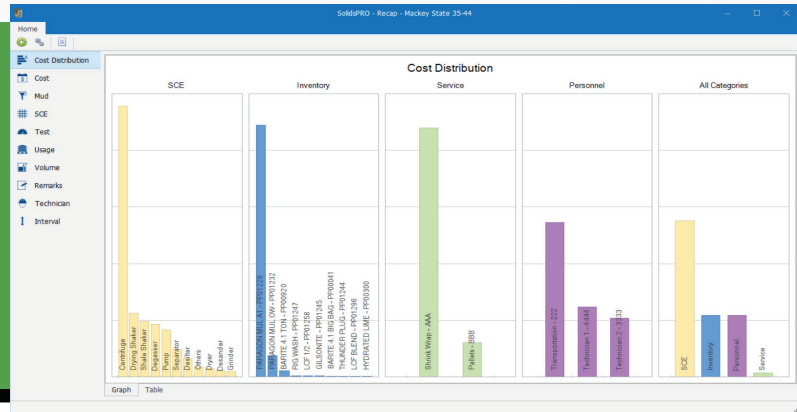 SolidsPRO - Recap - Mackey State 35-44
Home
Cost Distribution
Cost
Mud
SCE
Test
Usage
Volume
Remarks
Technician
Interval
Cost Distribution
SCE
Inventory
Service
Personnel
All Categories
Centrifuge
Drying Shaker
Shale Shaker
Degasser
Pump
Separator
Desilter
Others
Dryer
Desander
Grinder
PARAGON MUL A1 - PP01229
PARAGON MUL OW - PP01232
BARITE 4.1 TON - PP00920
RIG WASH - PP01247
LCF 1/2 - PP01258
GILSONITE - PP01245
BARITE 4.1 BIG BAG - PP00041
THUNDER PLUG - PP01244
LCF BLEND - PP01296
HYDRATED LIME - PP00300
Shrink Wrap - AAA
Pallets - BBB
Transportation - 222
Technician 1 - 4444
Technician 2 - 3333
SCE
Inventory
Personnel
Service
Graph
Table